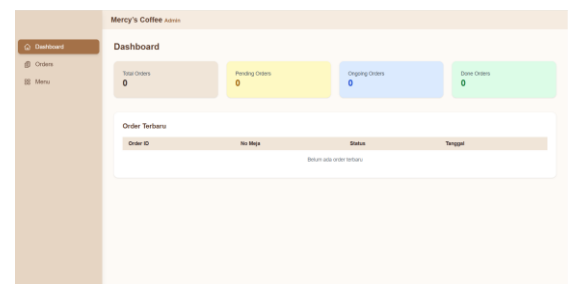 Mercy's Coffee Admin
Dashboard
Orders
Menu
Dashboard
Total Orders
0
Pending Orders
0
Ongoing Orders
0
Done Orders
0
Order Terbaru
Order ID No Meja Status Tanggal
Belum ada order terbaru